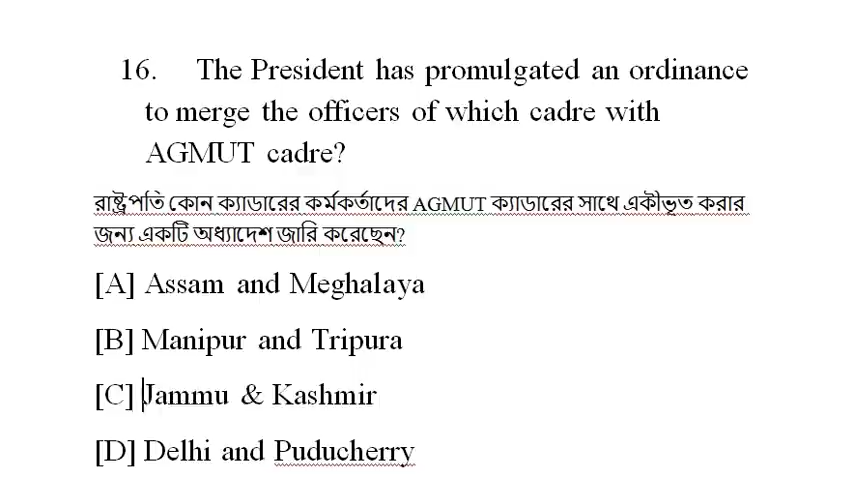 16. The President has promulgated an ordinance
to merge the officers of which cadre with
AGMUT cadre?
রাষ্ট্রপতি কোন ক্যাডারের কর্মকর্তাদের AGMUT ক্যাডারের সাথে একীভূত করার
জন্য একটি অধ্যাদেশ জারি করেছেন?
[A] Assam and Meghalaya
[B] Manipur and Tripura
[C] Jammu & Kashmir
[D] Delhi and Puducherry